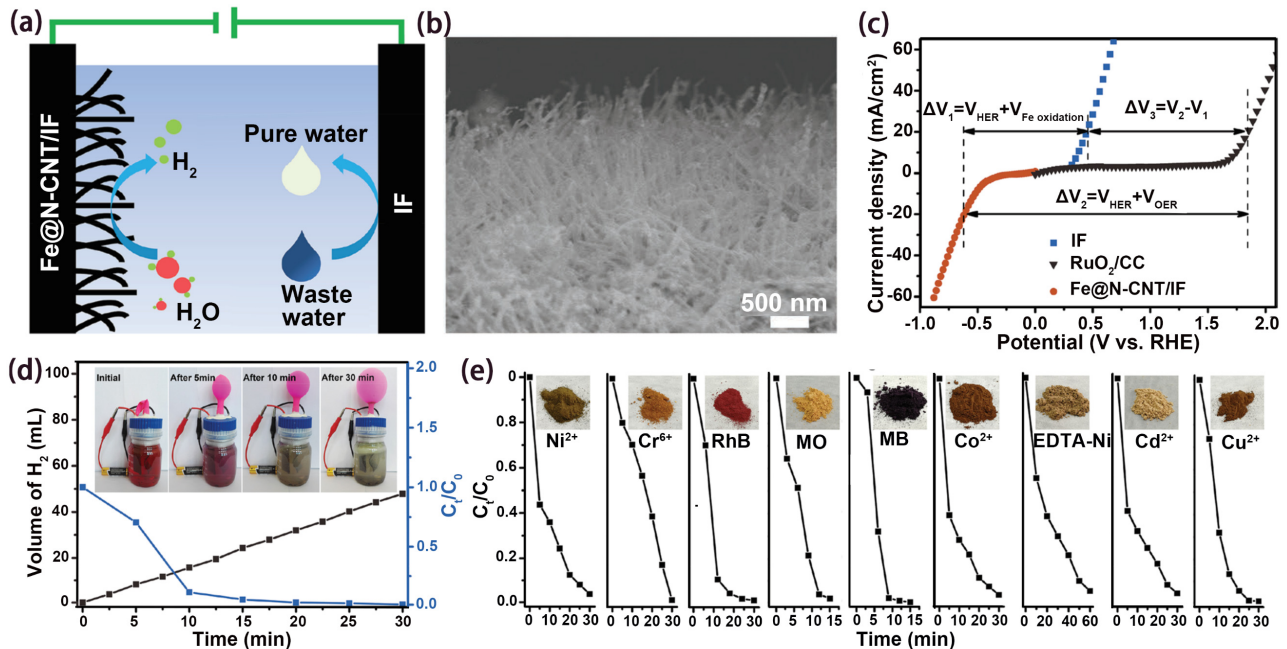 (a)
Fe@N-CNT/IF
H₂
H₂O
Pure water
Waste
water
IF
(b)
500 nm
(c)
Currennt density (mA/cm²)
60
40
20
0
-20
-40
-60
ΔV₁=V_HER+V_Fe oxidation
ΔV₃=V₂-V₁
ΔV₂=V_HER+V_OER
IF
RuO₂/CC
Fe@N-CNT/IF
-1.0 -0.5 0.0 0.5 1.0 1.5 2.0
Potential (V vs. RHE)
(d)
Volume of H₂ (mL)
100
80
60
40
20
0
Initial
After 5min
After 10 min
After 30 min
2.0
1.5
1.0
0.5
0.0
Cₜ/C₀
0 5 10 15 20 25 30
Time (min)
(e)
Cₜ/C₀
1.0
0.8
0.6
0.4
0.2
0.0
Ni²⁺
Cr⁶⁺
RhB
MO
MB
Co²⁺
EDTA-Ni
Cd²⁺
Cu²⁺
0 10 20 30
0 10 20 30
0 10 20 30
0 5 10 15
0 5 10 15
0 10 20 30
0 20 40 60
0 10 20 30
0 10 20 30
Time (min)